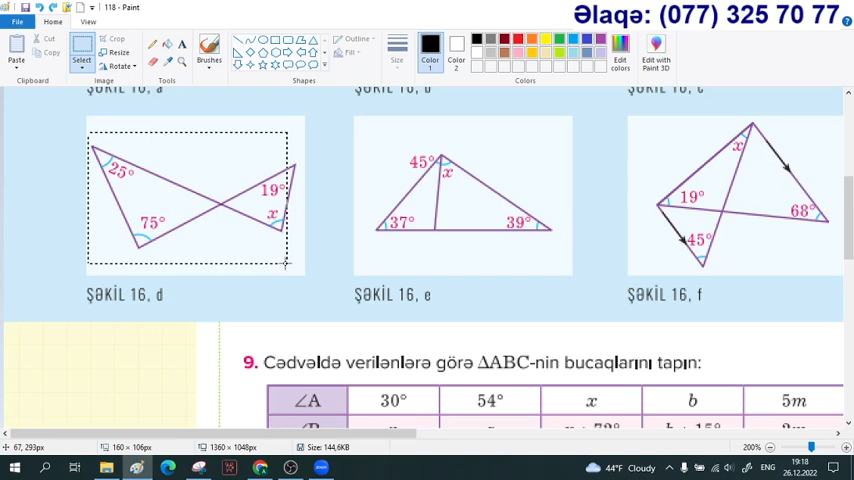 118 - Paint
Əlaqə: (077) 325 70 77
File Home View
Paste Cut Copy Select Crop Resize Rotate Brushes Outline Fill Size Color 1 Color 2 Edit colors Edit with Paint 3D
Clipboard Image Tools Shapes Colors
25° 75° 19° x
45° x 37° 39°
x 19° 68° 45°
ŞƏKİL 16, d ŞƏKİL 16, e ŞƏKİL 16, f
9. Cədvəldə verilənlərə görə ΔABC-nin bucaqlarını tapın:
∠A 30° 54° x b 5m
67, 293px 160 × 106px 1360 × 1048px Size: 144,6KB 200%
44°F Cloudy ENG 19:18
26.12.2022